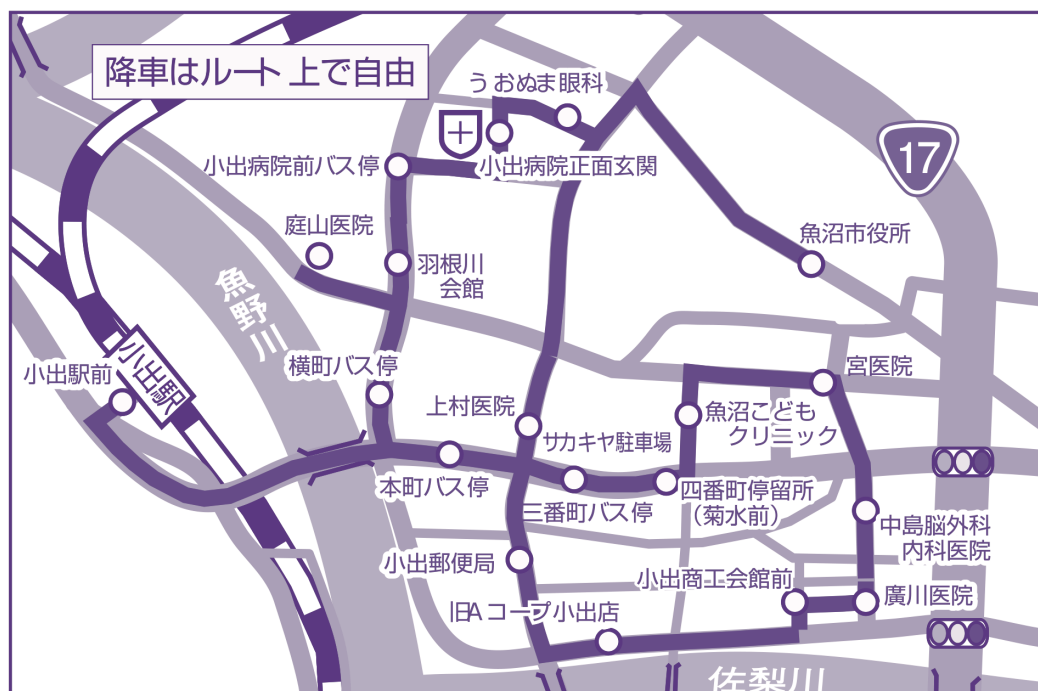 降車はルート上で自由
うおぬま眼科
17
小出病院前バス停
小出病院正面玄関
庭山医院
魚沼市役所
羽根川
会館
魚野川
小出駅
小出駅前
横町バス停
宮医院
上村医院
魚沼こども
クリニック
サカキヤ駐車場
本町バス停
四番町停留所
(菊水前)
三番町バス停
中島脳外科
内科医院
小出郵便局
小出商工会館前
廣川医院
旧Aコープ小出店
佐梨川